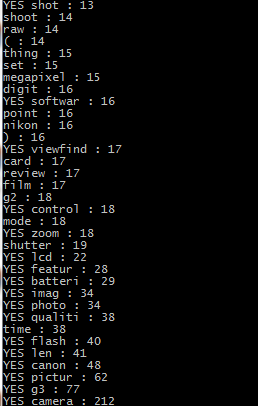 YES shot : 13
shoot : 14
raw : 14
( : 14
thing : 15
set : 15
megapixel : 15
digit : 16
YES softwar : 16
point : 16
nikon : 16
) : 16
YES viewfind : 17
card : 17
review : 17
film : 17
g2 : 18
YES control : 18
mode : 18
YES zoom : 18
shutter : 19
YES lcd : 22
YES featur : 28
YES batteri : 29
YES imag : 34
YES photo : 34
YES qualiti : 38
time : 38
YES flash : 40
YES len : 41
YES canon : 48
YES pictur : 62
YES g3 : 77
YES camera : 212